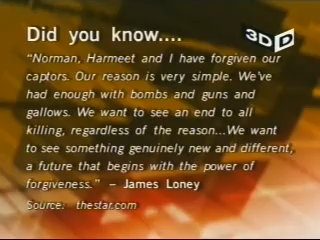 Did you know....
3D D
“Norman, Harmeet and I have forgiven our
captors. Our reason is very simple. We've
had enough with bombs and guns and
gallows. We want to see an end to all
killing, regardless of the reason...We want
to see something genuinely new and different,
a future that begins with the power of
forgiveness.” – James Loney
Source: thestar.com